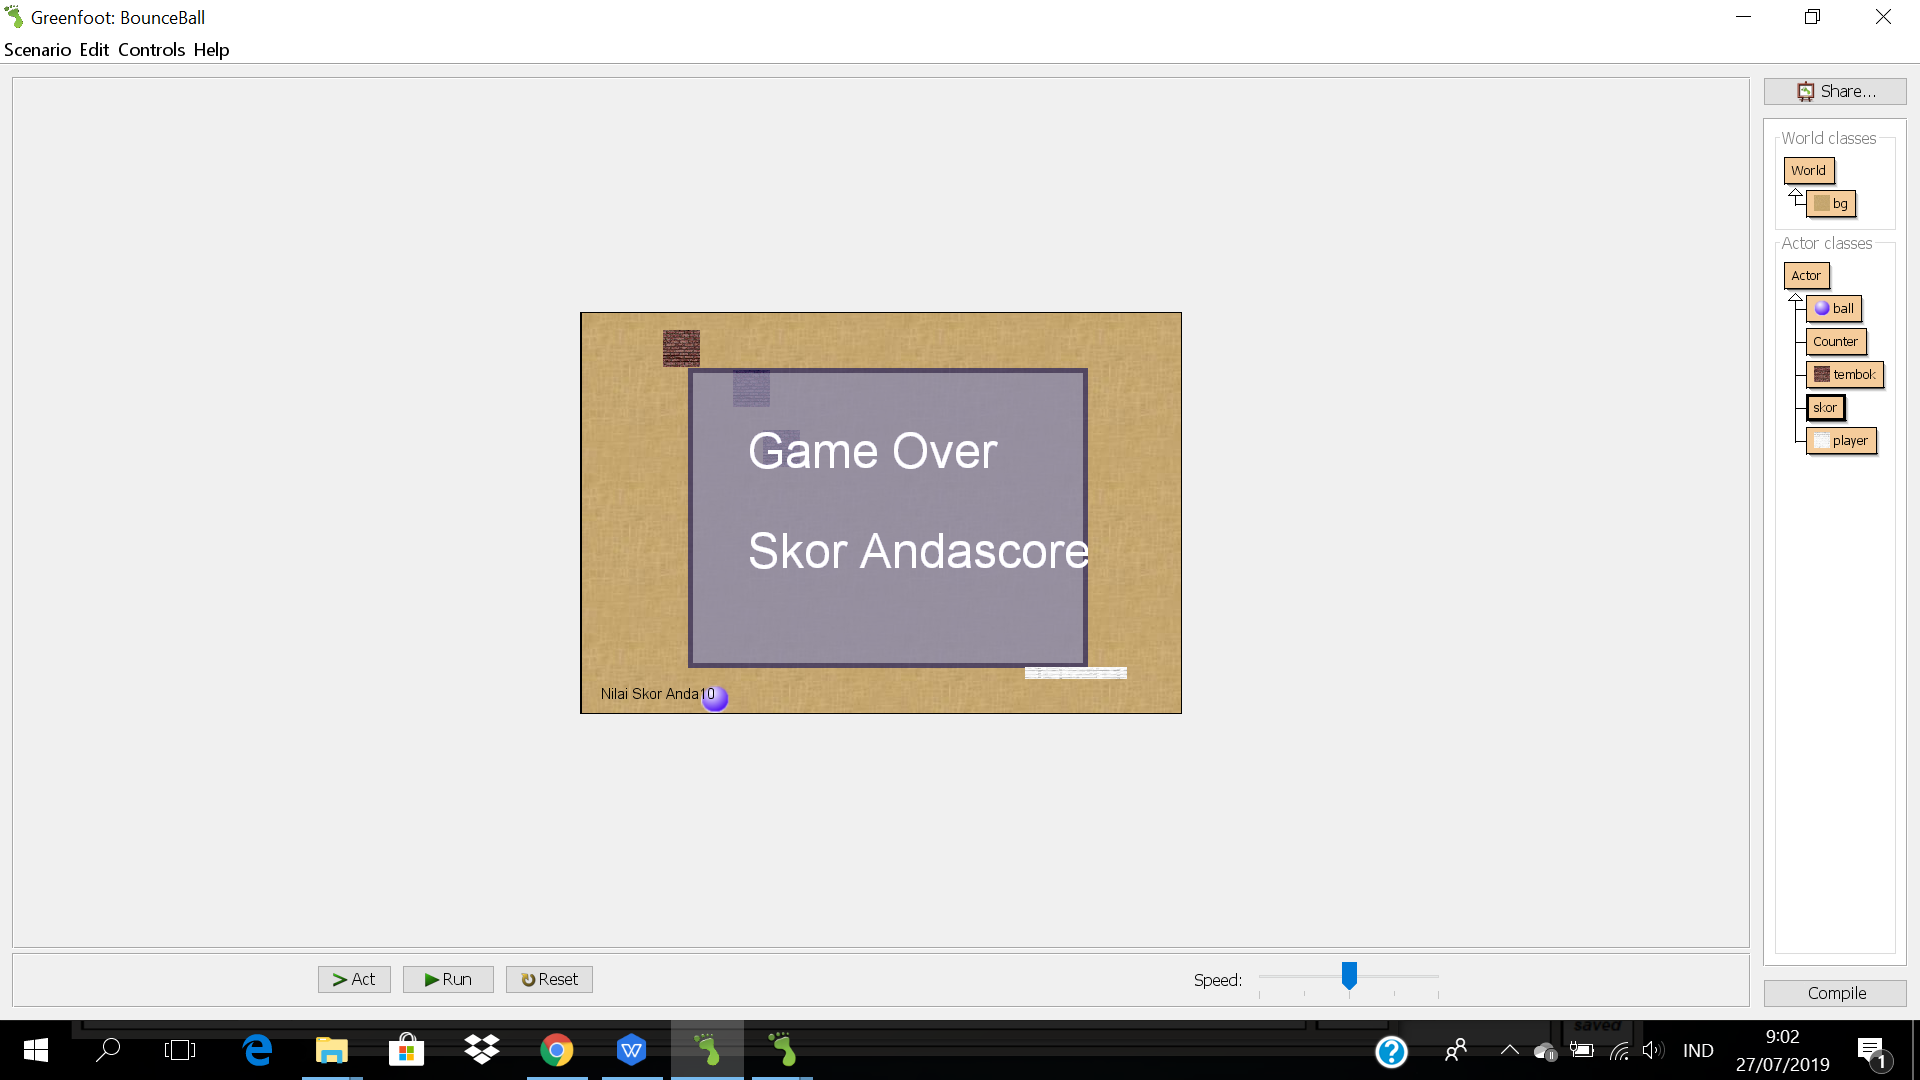 Greenfoot: BounceBall
Scenario Edit Controls Help
Share...
World classes
World
bg
Actor classes
Actor
ball
Counter
tembok
skor
player
Game Over
Skor Andascore
Nilai Skor Anda10
Act
Run
Reset
Speed:
Compile
saved
IND
9:02
27/07/2019
1